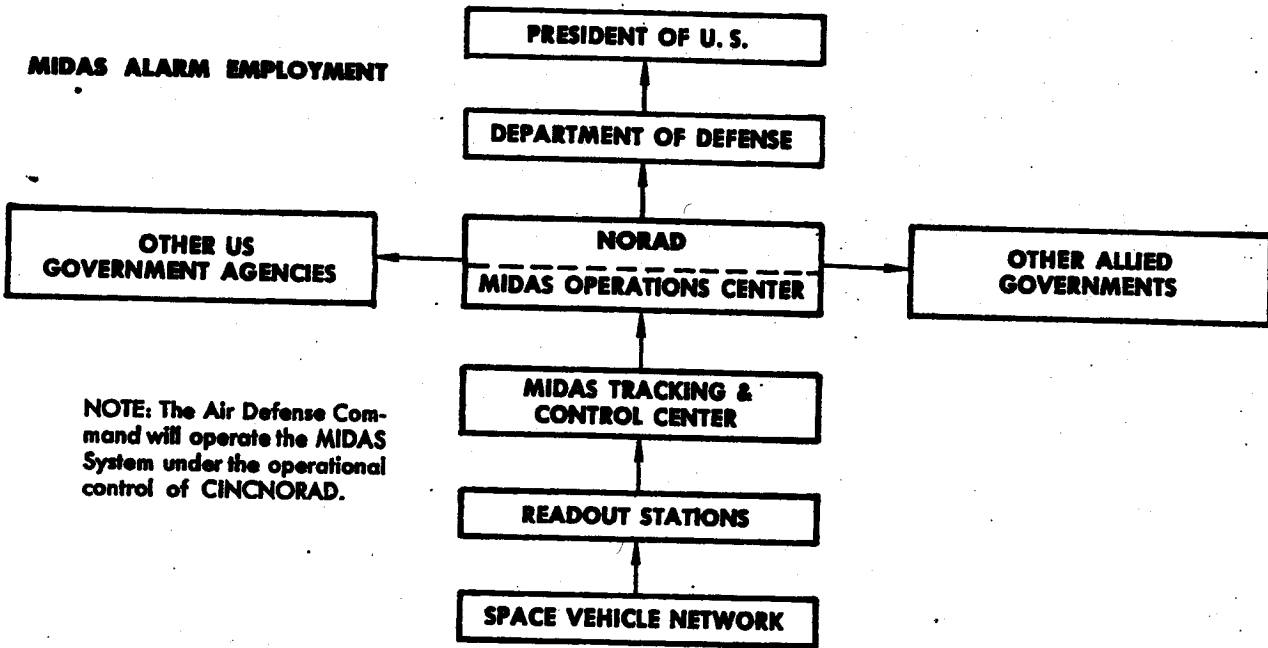 PRESIDENT OF U. S.
MIDAS ALARM EMPLOYMENT
DEPARTMENT OF DEFENSE
OTHER US
GOVERNMENT AGENCIES
NORAD
MIDAS OPERATIONS CENTER
OTHER ALLIED
GOVERNMENTS
MIDAS TRACKING &
CONTROL CENTER
NOTE: The Air Defense Com-
mand will operate the MIDAS
System under the operational
control of CINCNORAD.
READOUT STATIONS
SPACE VEHICLE NETWORK